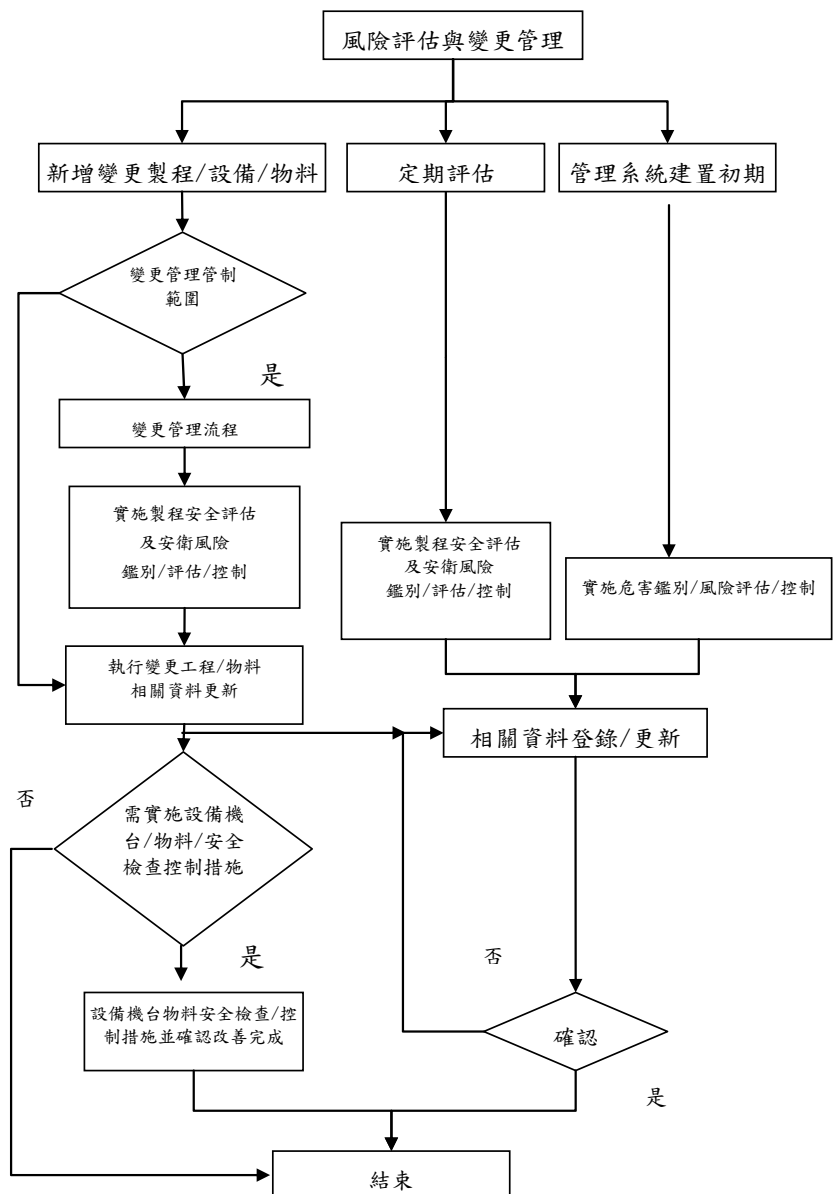 風險評估與變更管理
新增變更製程/設備/物料
定期評估
管理系統建置初期
變更管理管制
範圍
是
變更管理流程
實施製程安全評估
及安衛風險
鑑別/評估/控制
實施製程安全評估
及安衛風險
鑑別/評估/控制
實施危害鑑別/風險評估/控制
執行變更工程/物料
相關資料更新
相關資料登錄/更新
否
需實施設備機
台/物料/安全
檢查控制措施
是
否
設備機台物料安全檢查/控
制措施並確認改善完成
確認
是
結束